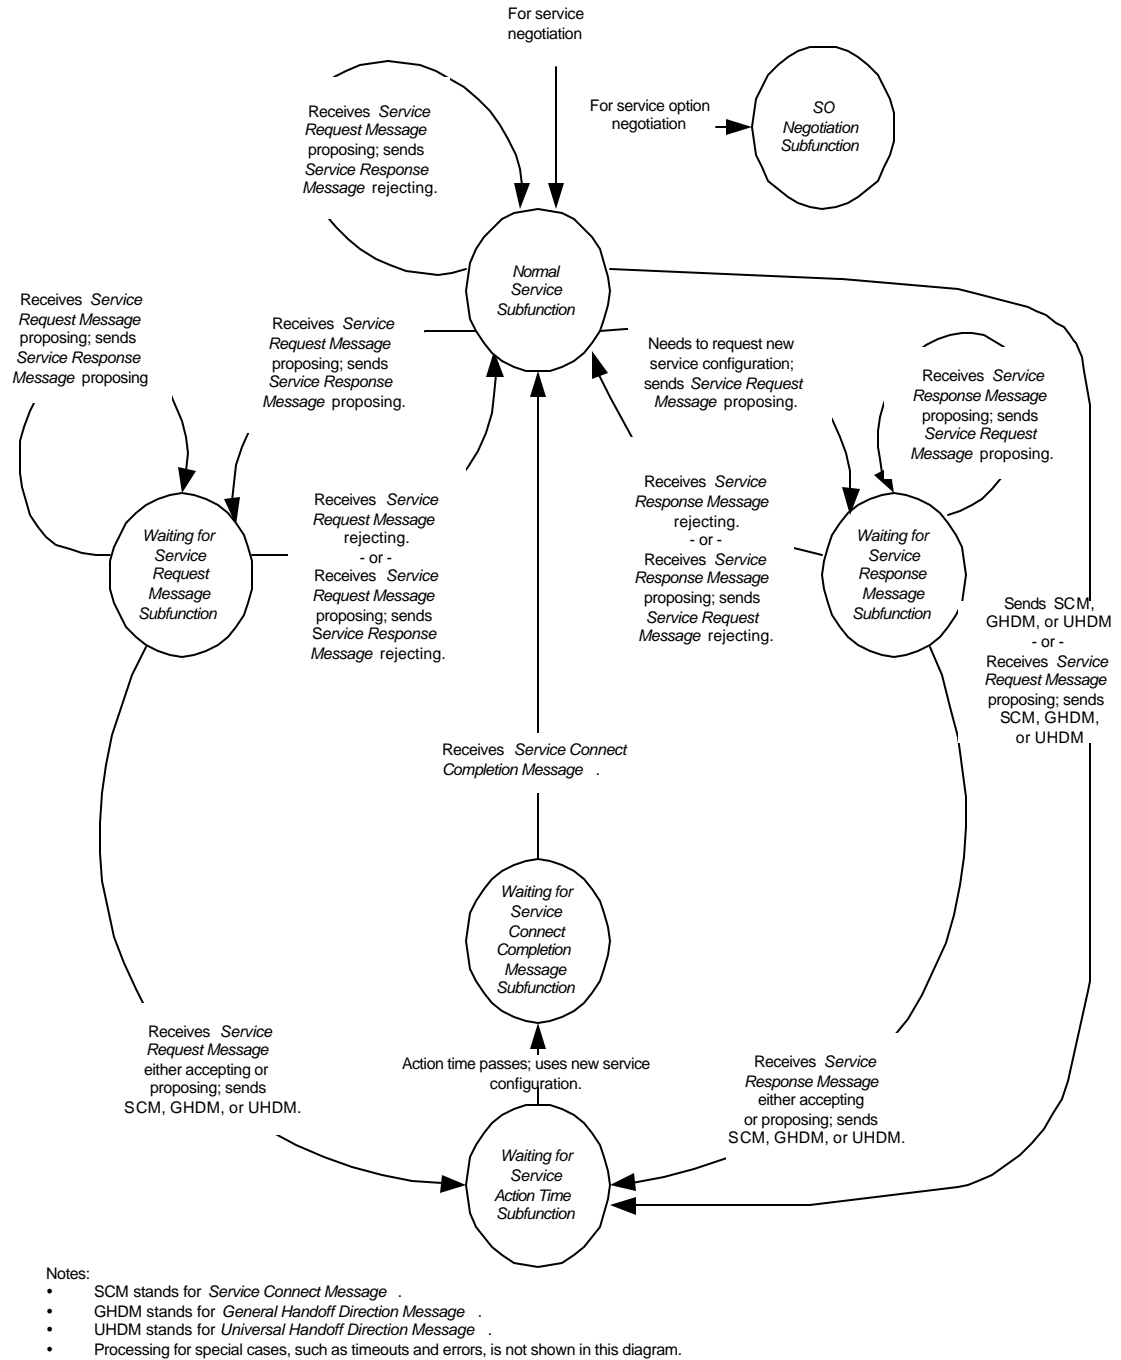 For service
negotiation
For service option
negotiation
SO
Negotiation
Subfunction
Receives Service
Request Message
proposing; sends
Service Response
Message rejecting.
Normal
Service
Subfunction
Receives Service
Request Message
proposing; sends
Service Response
Message proposing
Receives Service
Request Message
proposing; sends
Service Response
Message proposing.
Needs to request new
service configuration;
sends Service Request
Message proposing.
Receives Service
Response Message
proposing; sends
Service Request
Message proposing.
Waiting for
Service
Request
Message
Subfunction
Receives Service
Request Message
rejecting.
- or -
Receives Service
Request Message
proposing; sends
Service Response
Message rejecting.
Receives Service
Response Message
rejecting.
- or -
Receives Service
Response Message
proposing; sends
Service Request
Message rejecting.
Waiting for
Service
Response
Message
Subfunction
Sends SCM,
GHDM, or UHDM
- or -
Receives Service
Request Message
proposing; sends
SCM, GHDM,
or UHDM
Receives Service Connect
Completion Message .
Waiting for
Service
Connect
Completion
Message
Subfunction
Receives Service
Request Message
either accepting or
proposing; sends
SCM, GHDM, or UHDM.
Action time passes; uses new service
configuration.
Receives Service
Response Message
either accepting
or proposing; sends
SCM, GHDM, or UHDM.
Waiting for
Service
Action Time
Subfunction
Notes:
• SCM stands for Service Connect Message .
• GHDM stands for General Handoff Direction Message .
• UHDM stands for Universal Handoff Direction Message .
• Processing for special cases, such as timeouts and errors, is not shown in this diagram.